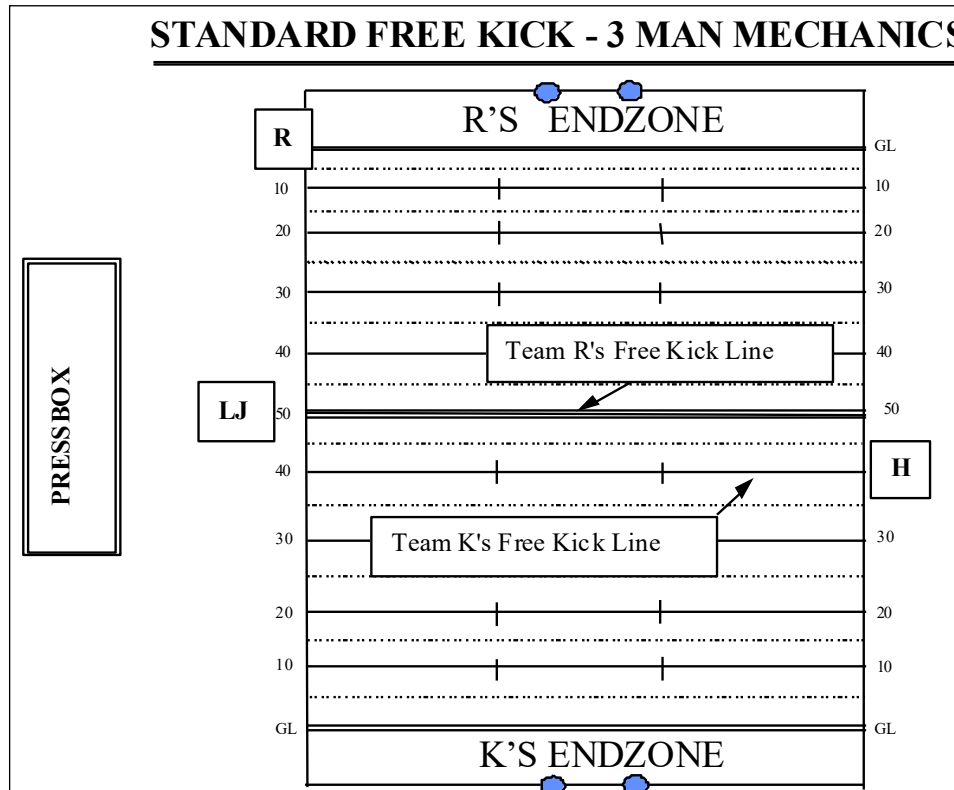 STANDARD FREE KICK - 3 MAN MECHANICS
R'S ENDZONE
R
GL GL
10 10
20 20
30 30
Team R's Free Kick Line
40 40
LJ
50 50
PRESSBOX
40
H
Team K's Free Kick Line
30 30
20 20
10 10
GL GL
K'S ENDZONE